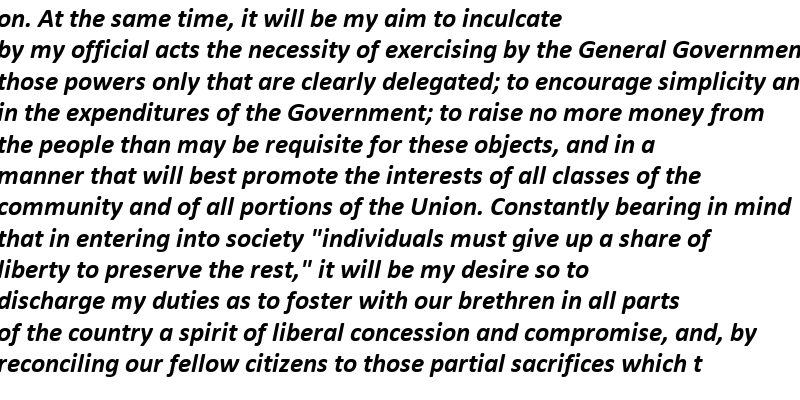 on. At the same time, it will be my aim to inculcate
by my official acts the necessity of exercising by the General Governmen
those powers only that are clearly delegated; to encourage simplicity an
in the expenditures of the Government; to raise no more money from
the people than may be requisite for these objects, and in a
manner that will best promote the interests of all classes of the
community and of all portions of the Union. Constantly bearing in mind
that in entering into society "individuals must give up a share of
liberty to preserve the rest," it will be my desire so to
discharge my duties as to foster with our brethren in all parts
of the country a spirit of liberal concession and compromise, and, by
reconciling our fellow citizens to those partial sacrifices which t